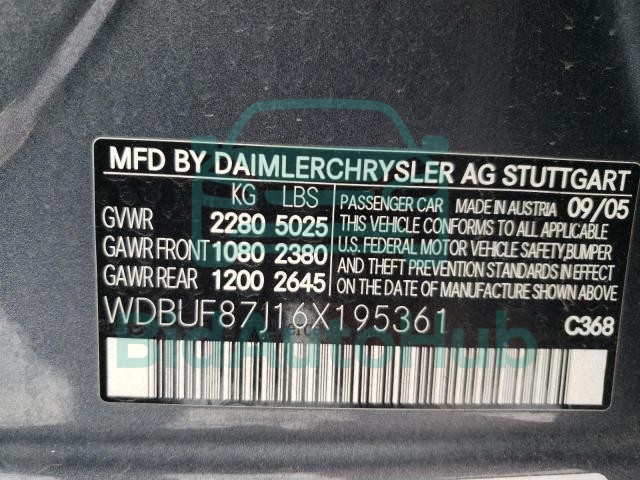 MFD BY DAIMLERCHRYSLER AG STUTTGART
KG LBS
GVWR 2280 5025
GAWR FRONT 1080 2380
GAWR REAR 1200 2645
PASSENGER CAR MADE IN AUSTRIA 09/05
THIS VEHICLE CONFORMS TO ALL APPLICABLE
U.S. FEDERAL MOTOR VEHICLE SAFETY,BUMPER
AND THEFT PREVENTION STANDARDS IN EFFECT
ON THE DATE OF MANUFACTURE SHOWN ABOVE.
WDBUF87J16X195361
C368
BidAutoHub